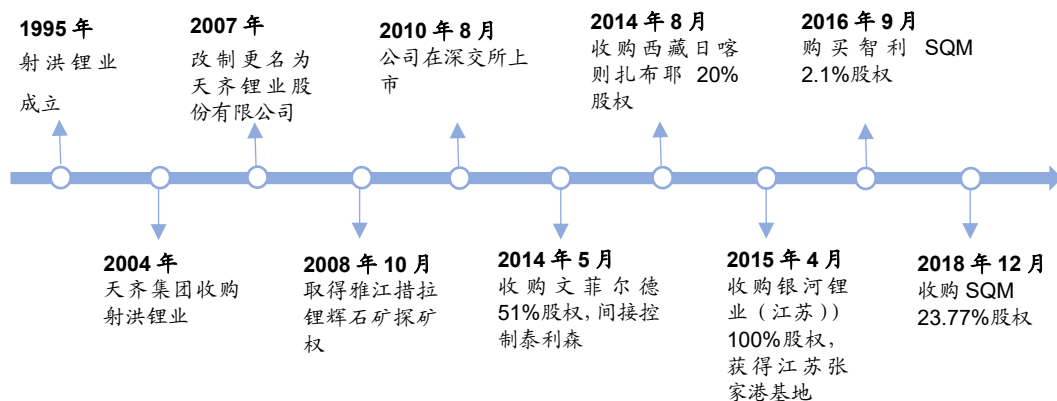 1995 年
射洪锂业
成立
2007 年
改制更名为
天齐锂业股
份有限公司
2010 年 8 月
公司在深交所上
市
2014 年 8 月
收购西藏日喀
则扎布耶 20%
股权
2016 年 9 月
购买智利 SQM
2.1%股权
2004 年
天齐集团收购
射洪锂业
2008 年 10 月
取得雅江措拉
锂辉石矿探矿
权
2014 年 5 月
收购文菲尔德
51%股权，间接控
制泰利森
2015 年 4 月
收购银河锂
业（江苏））
100%股权，
获得江苏张
家港基地
2018 年 12 月
收购 SQM
23.77%股权